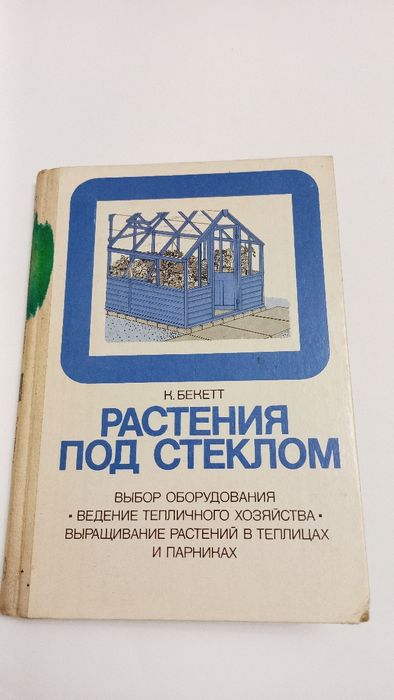 К. БЕКЕТТ
РАСТЕНИЯ
ПОД СТЕКЛОМ
ВЫБОР ОБОРУДОВАНИЯ
• ВЕДЕНИЕ ТЕПЛИЧНОГО ХОЗЯЙСТВА •
ВЫРАЩИВАНИЕ РАСТЕНИЙ В ТЕПЛИЦАХ
И ПАРНИКАХ